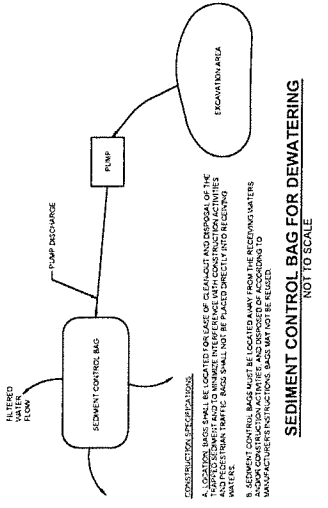 FILTERED
WATER
FLOW
PUMP DISCHARGE
SEDIMENT CONTROL BAG
PUMP
EXCAVATION AREA
CONSTRUCTION SPECIFICATIONS:
A. LOCATION: BAGS SHALL BE LOCATED FOR EASE OF CLEAN-OUT AND DISPOSAL OF THE
TRAPPED SEDIMENT AND TO MINIMIZE INTERFERENCE WITH CONSTRUCTION ACTIVITIES
AND PEDESTRIAN TRAFFIC. BAGS SHALL NOT BE PLACED DIRECTLY INTO RECEIVING
WATERS.
B. SEDIMENT CONTROL BAGS MUST BE LOCATED AWAY FROM THE RECEIVING WATERS
AND/OR CONSTRUCTION ACTIVITIES, AND DISPOSED OF ACCORDING TO
MANUFACTURER'S INSTRUCTIONS. BAGS MAY NOT BE REUSED.
SEDIMENT CONTROL BAG FOR DEWATERING
NOT TO SCALE